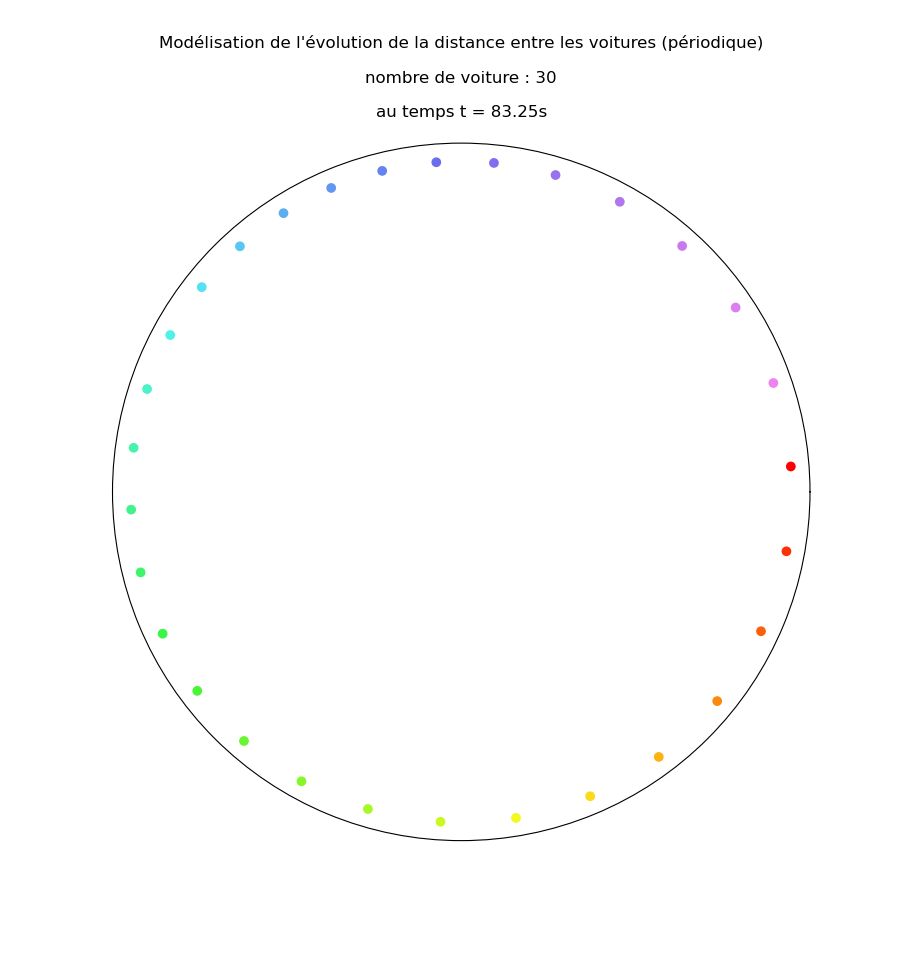 Modélisation de l'évolution de la distance entre les voitures (périodique)
nombre de voiture : 30
au temps t = 83.25s